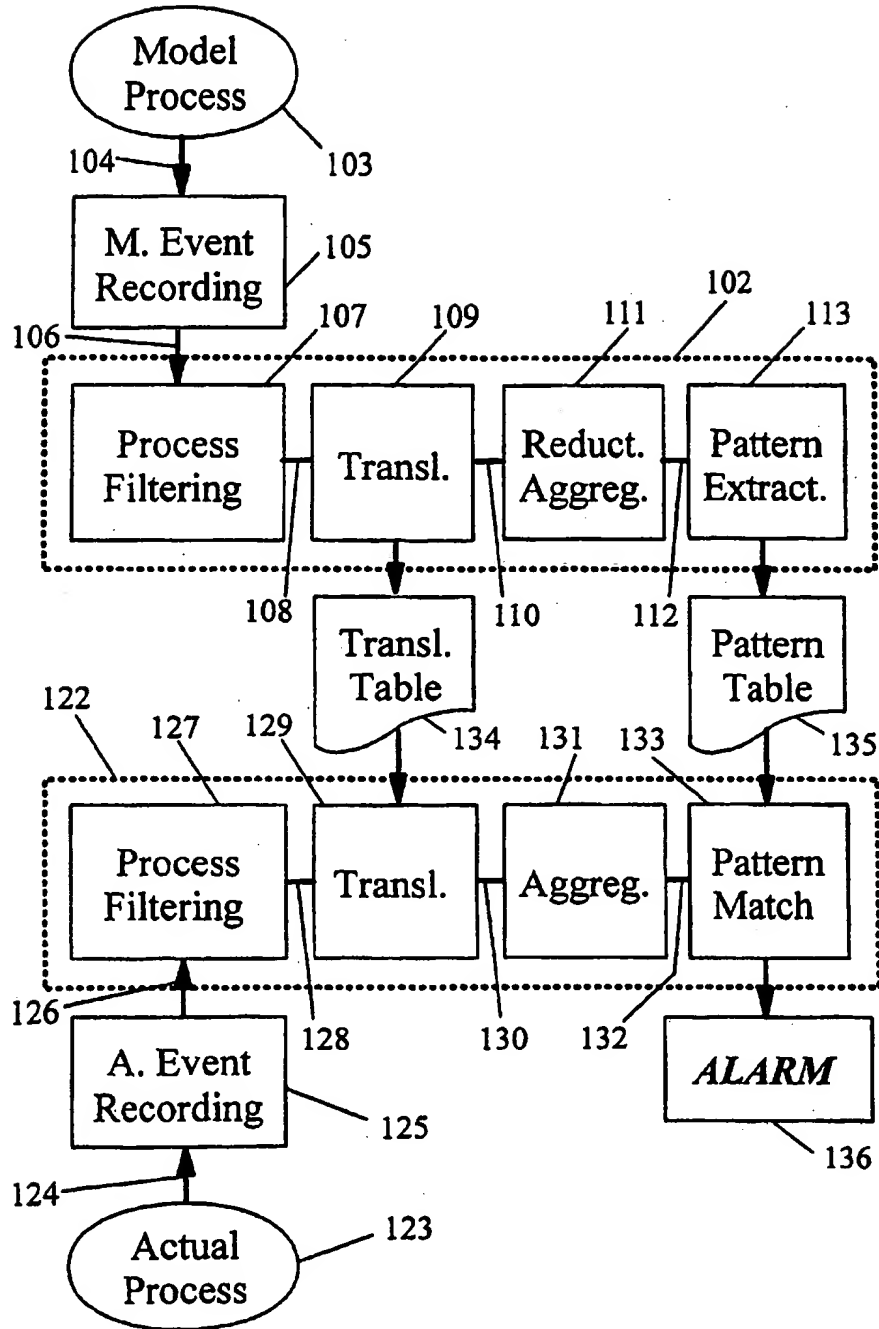 Model
Process
104
103
M. Event
Recording
105
106
107
109
111
102
113
Process
Filtering
Transl.
Reduct.
Aggreg.
Pattern
Extract.
108
110
112
Transl.
Table
Pattern
Table
122
127
129
134
131
133
135
Process
Filtering
Transl.
Aggreg.
Pattern
Match
126
128
130
132
A. Event
Recording
125
ALARM
136
124
123
Actual
Process